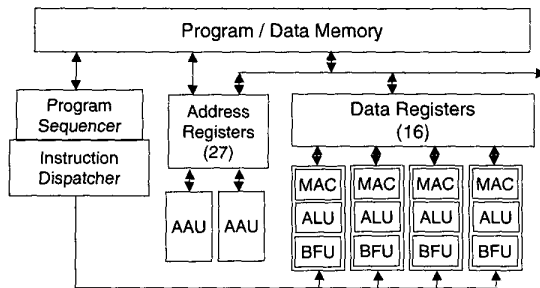 Program / Data Memory
Program
Sequencer
Instruction
Dispatcher
Address
Registers
(27)
Data Registers
(16)
AAU
AAU
MAC
ALU
BFU
MAC
ALU
BFU
MAC
ALU
BFU
MAC
ALU
BFU